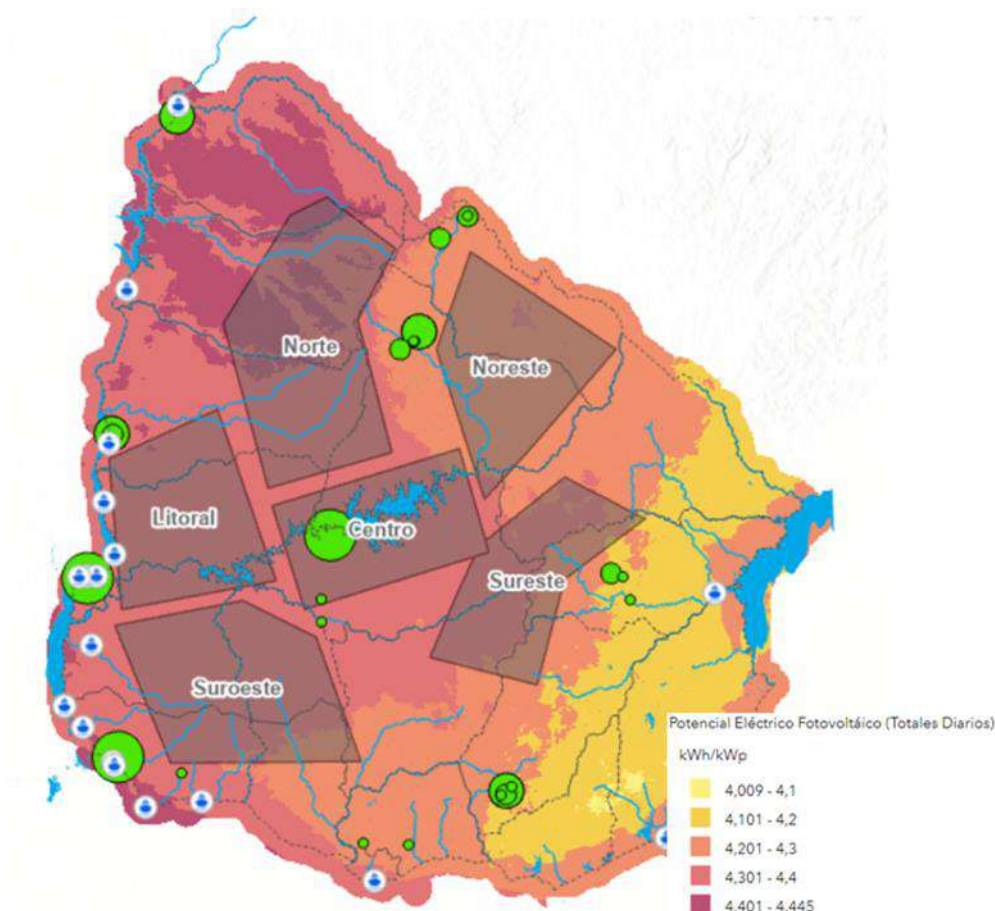 Norte
Noreste
Litoral
Centro
Sureste
Suroeste
Potencial Eléctrico Fotovoltáico (Totales Diarios)
kWh/kWp
4,009 - 4,1
4,101 - 4,2
4,201 - 4,3
4,301 - 4,4
4,401 - 4,445